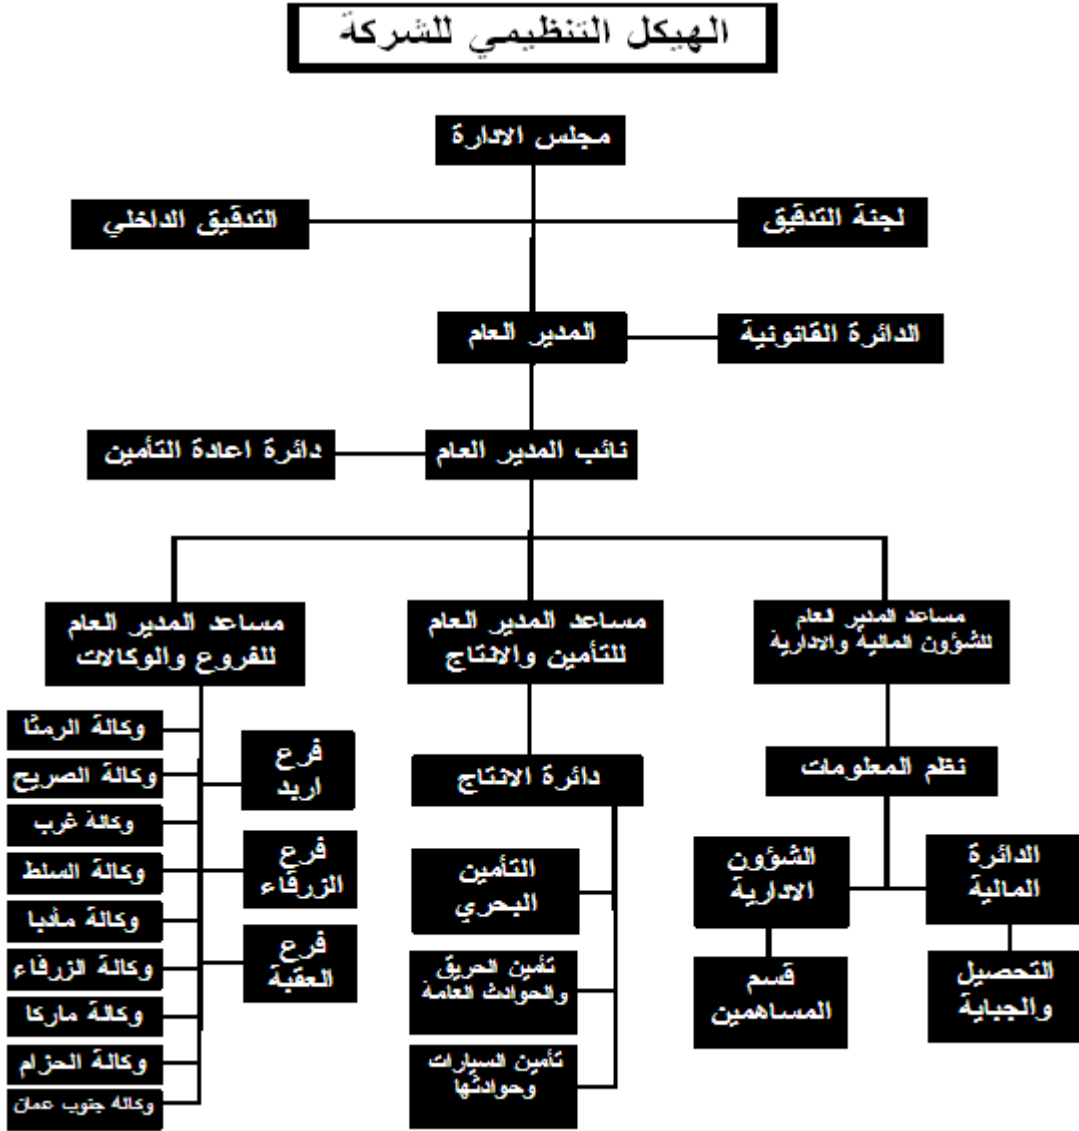 الهيكل التنظيمي للشركة
مجلس الادارة
لجنة التدقيق
التدقيق الداخلي
المدير العام
الدائرة القانونية
نائب المدير العام
دائرة اعادة التأمين
مساعد المدير العام
للشؤون المالية والادارية
مساعد المدير العام
للتأمين والانتاج
مساعد المدير العام
للفروع والوكالات
نظم المعلومات
الدائرة
المالية
الشؤون
الادارية
التحصيل
والجباية
قسم
المساهمين
دائرة الانتاج
التأمين
البحري
تأمين الحريق
والحوادث العامة
تأمين السيارات
وحوادثها
فرع
اربد
فرع
الزرقاء
فرع
العقبة
وكالة الرمثا
وكالة الصريح
وكالة غرب
وكالة السلط
وكالة مأدبا
وكالة الزرقاء
وكالة ماركا
وكالة الحزام
وكالة جنوب عمان